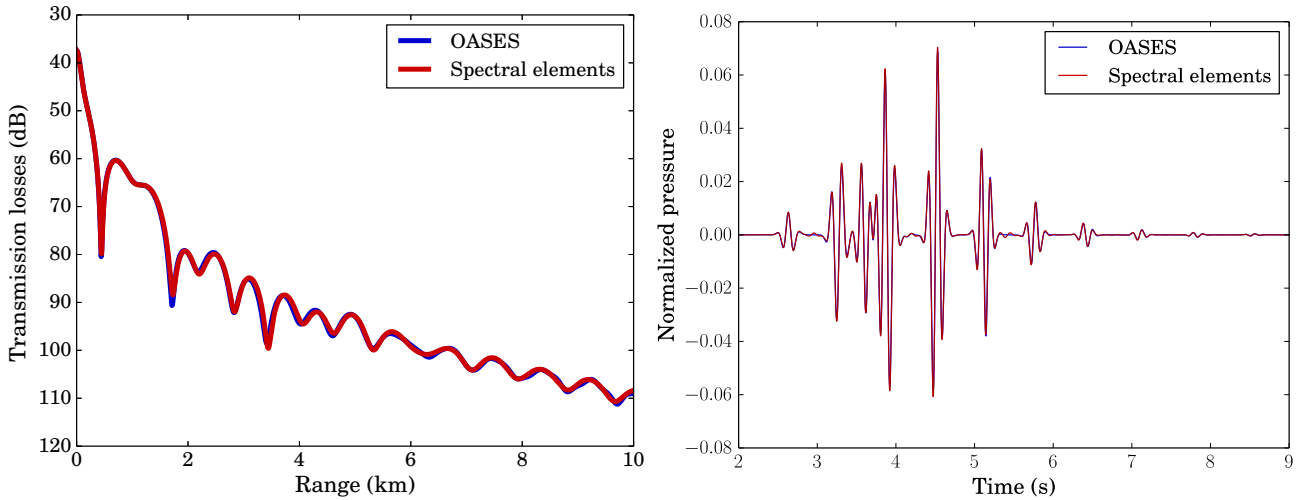 30
40
50
60
70
80
90
100
110
120
Transmission losses (dB)
0 2 4 6 8 10
Range (km)
OASES
Spectral elements
0.08
0.06
0.04
0.02
0.00
−0.02
−0.04
−0.06
−0.08
Normalized pressure
2 3 4 5 6 7 8 9
Time (s)
OASES
Spectral elements